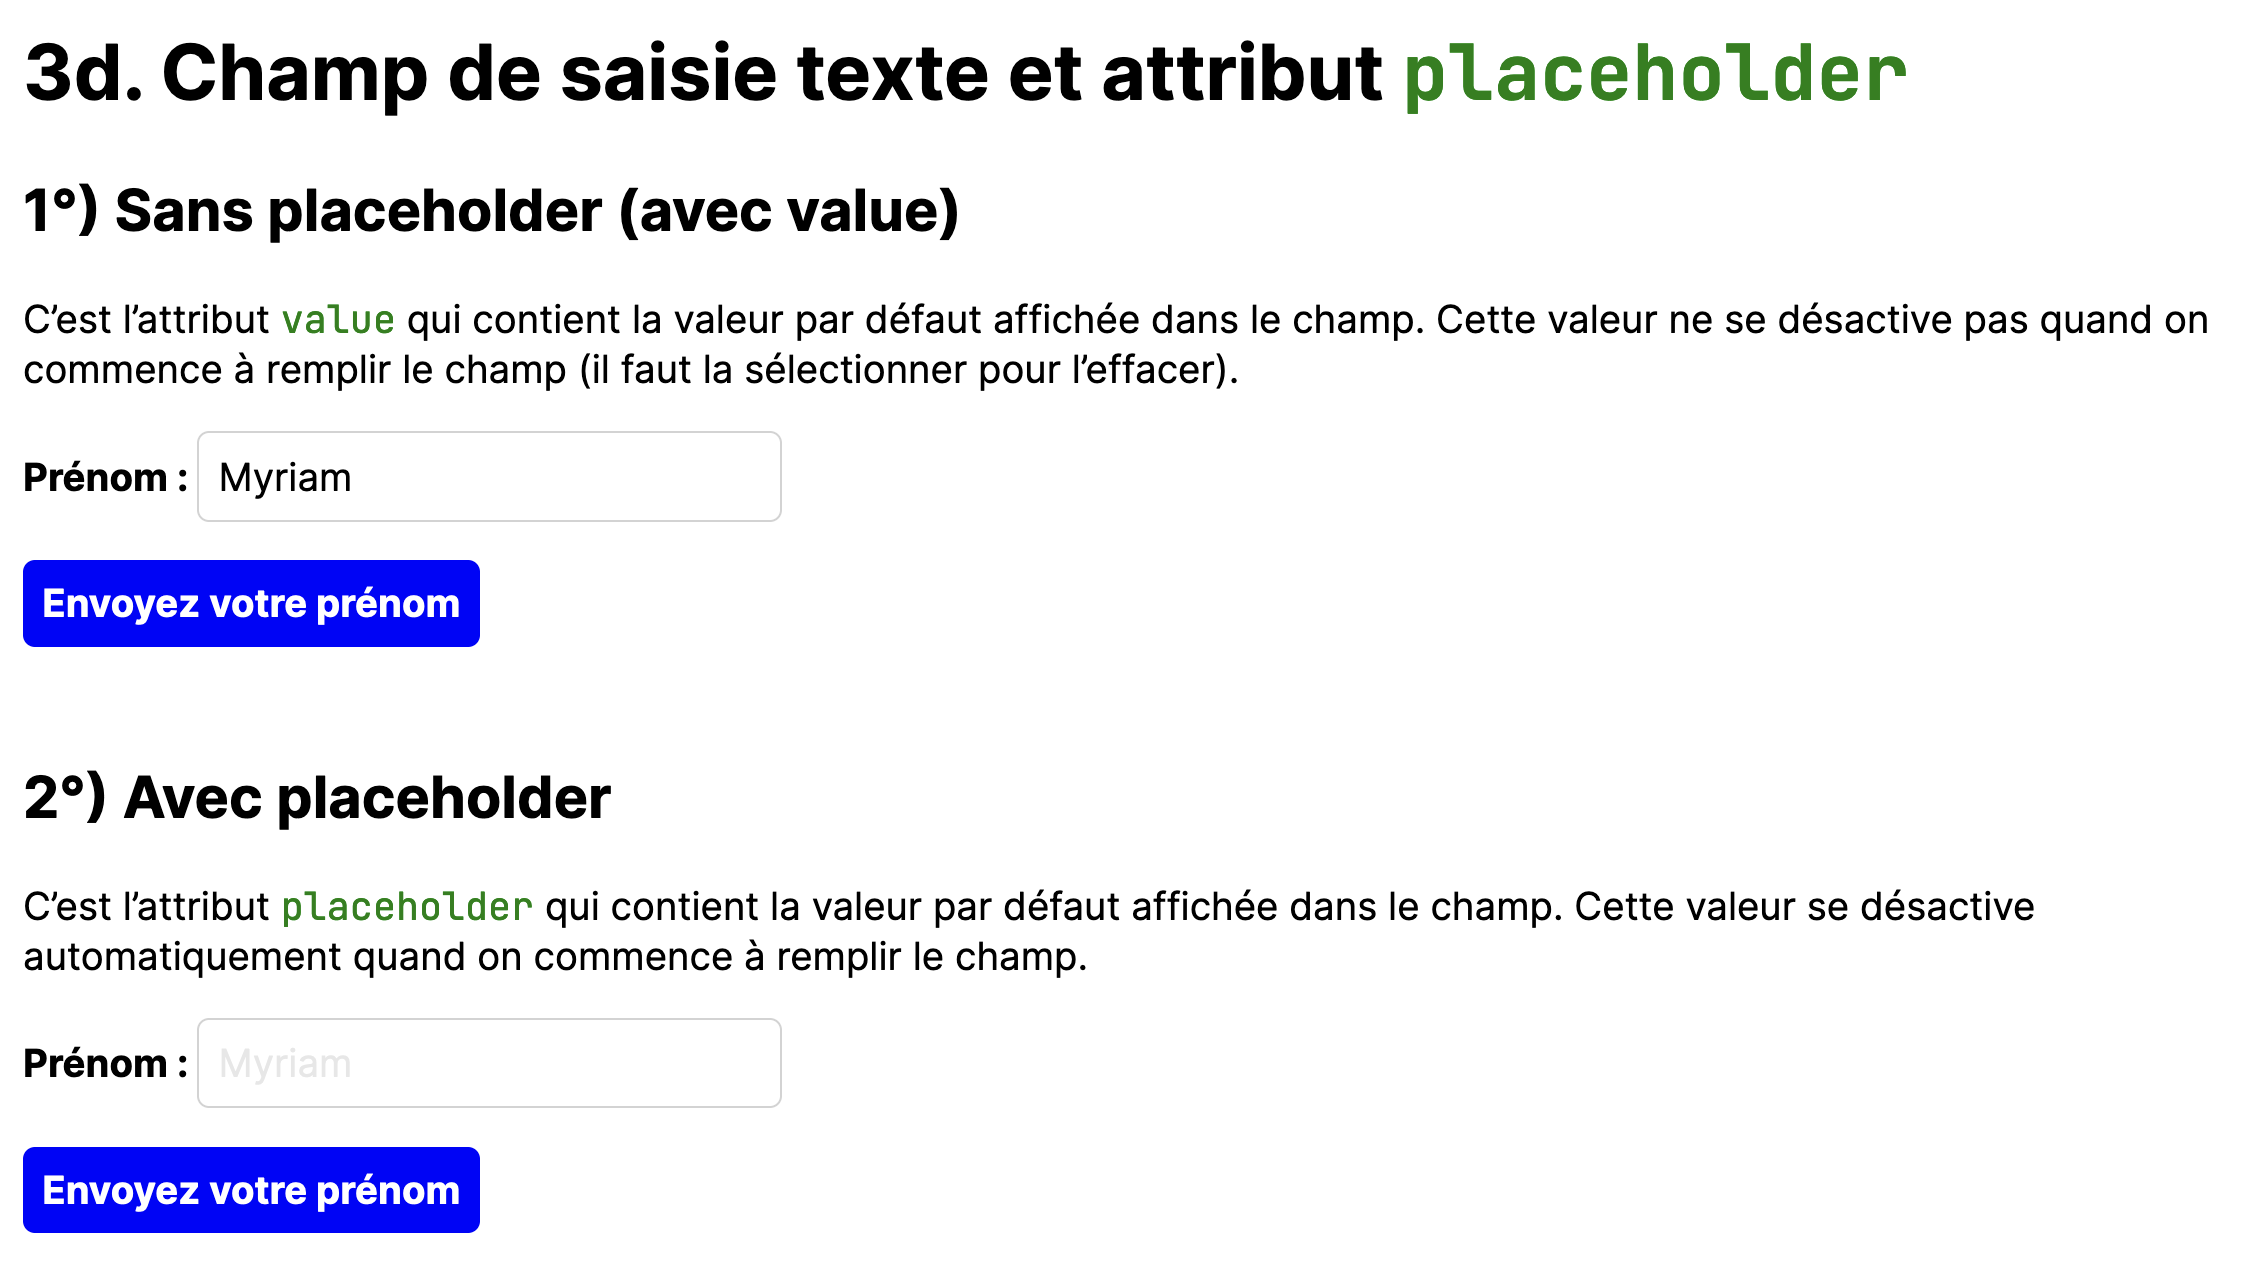 3d. Champ de saisie texte et attribut placeholder
1°) Sans placeholder (avec value)
C’est l’attribut value qui contient la valeur par défaut affichée dans le champ. Cette valeur ne se désactive pas quand on
commence à remplir le champ (il faut la sélectionner pour l’effacer).
Prénom : Myriam
Envoyez votre prénom
2°) Avec placeholder
C’est l’attribut placeholder qui contient la valeur par défaut affichée dans le champ. Cette valeur se désactive
automatiquement quand on commence à remplir le champ.
Prénom : Myriam
Envoyez votre prénom